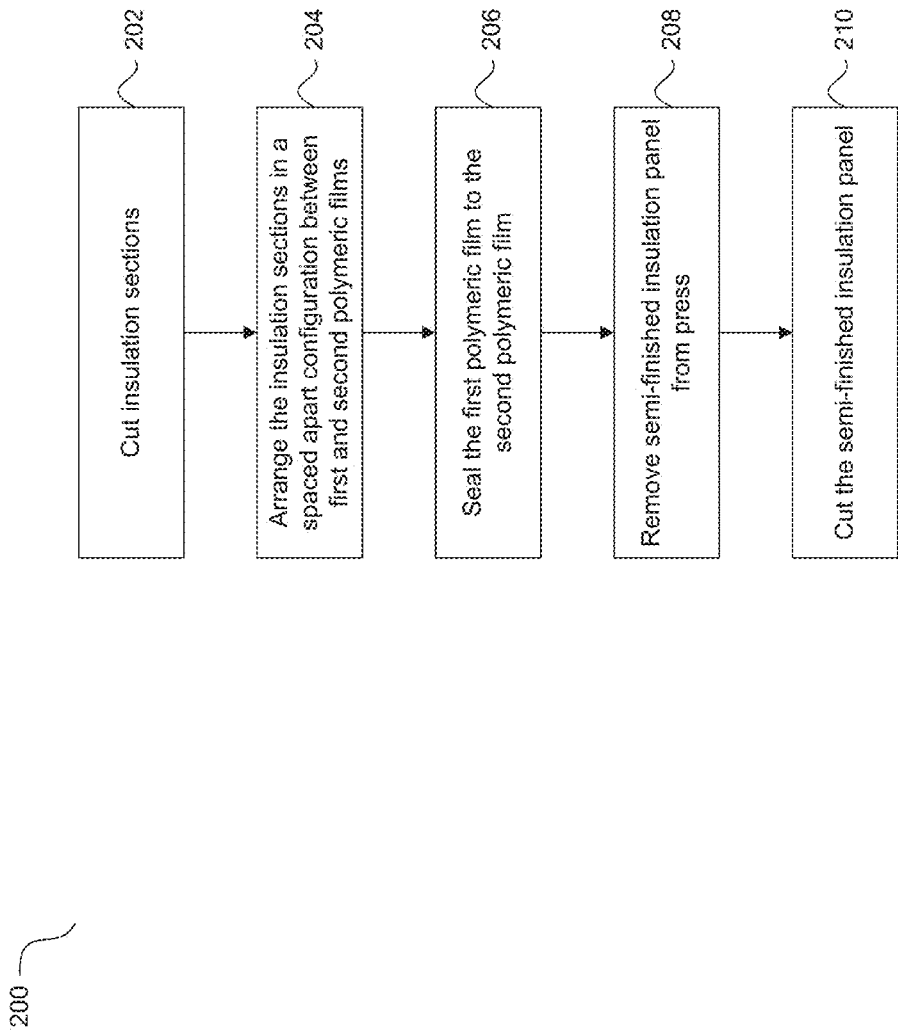 200
Cut insulation sections
202
Arrange the insulation sections in a
spaced apart configuration between
first and second polymeric films
204
Seal the first polymeric film to the
second polymeric film
206
Remove semi-finished insulation panel
from press
208
Cut the semi-finished insulation panel
210